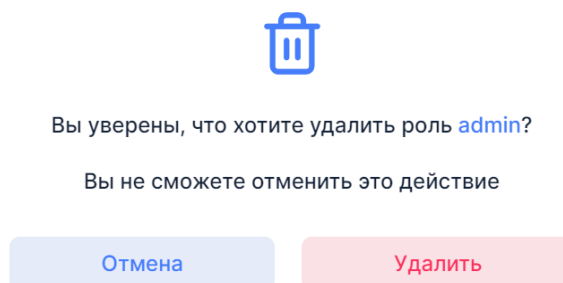 Вы уверены, что хотите удалить роль admin?
Вы не сможете отменить это действие
Отмена Удалить